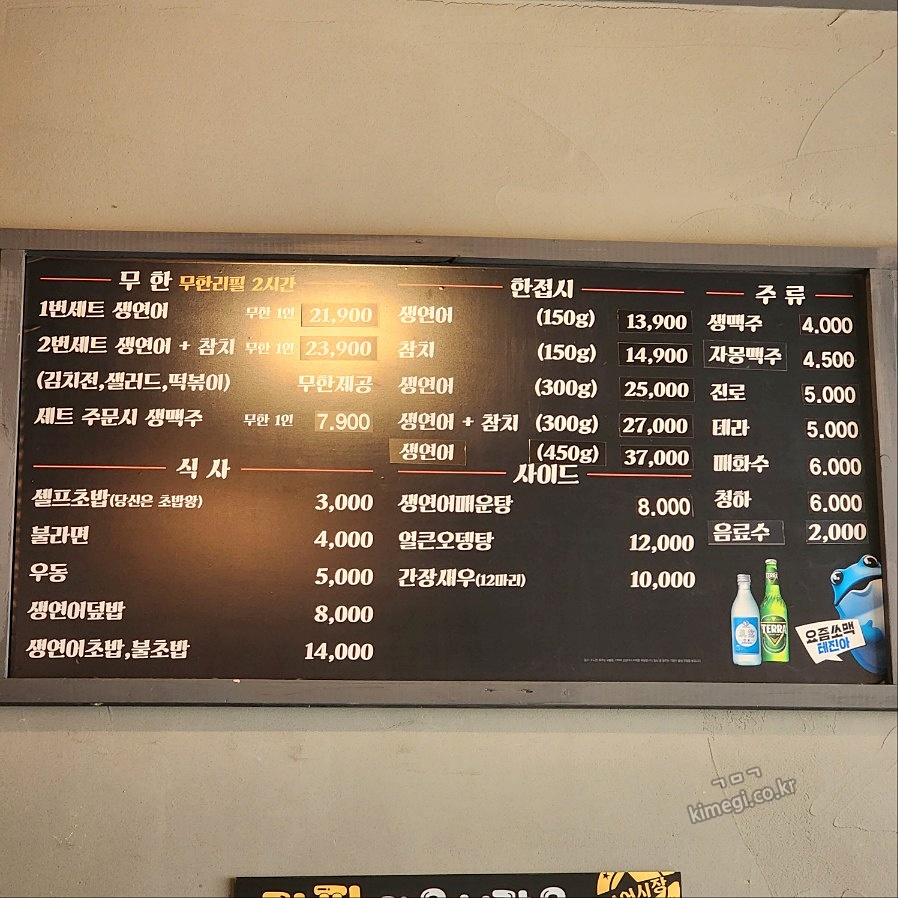 무 한 무한리필 2시간
1번세트 생연어 무한 1인 21,900
2번세트 생연어 + 참치 무한 1인 23,900
(김치전,샐러드,떡볶이) 무한제공
세트 주문시 생맥주 무한 1인 7.900
식 사
셀프초밥(당신은 초밥왕) 3,000
불라면 4,000
우동 5,000
생연어덮밥 8,000
생연어초밥,불초밥 14,000
한접시
생연어 (150g) 13,900
참치 (150g) 14,900
생연어 (300g) 25,000
생연어 + 참치 (300g) 27,000
생연어 (450g) 37,000
사이드
생연어매운탕 8.000
얼큰오뎅탕 12,000
간장새우(12마리) 10,000
주 류
생맥주 4.000
자몽맥주 4.500
진로 5.000
테라 5.000
매화수 6.000
청하 6.000
음료수 2,000
TERRA
요즘쏘맥
테진아
ㄱㅁㄱ
kimegi.co.kr